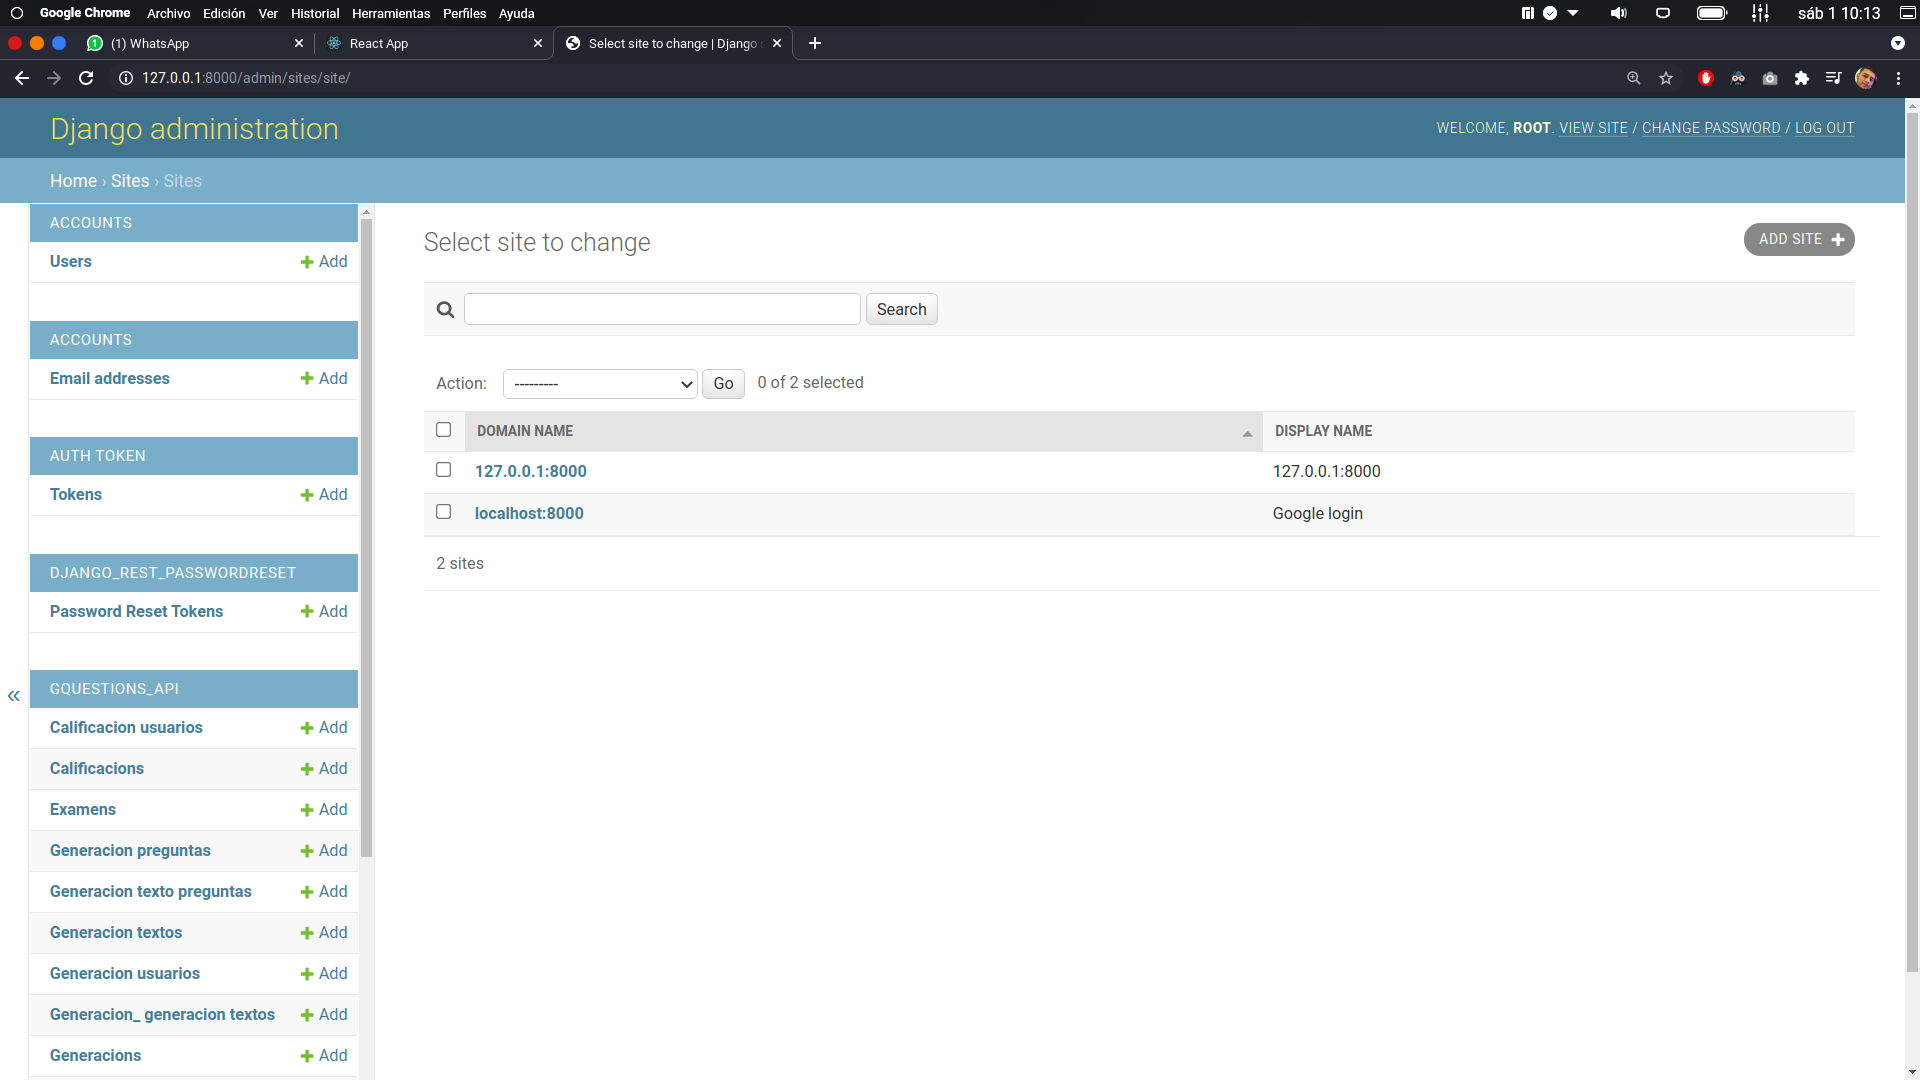 Google Chrome Archivo Edición Ver Historial Herramientas Perfiles Ayuda sáb 1 10:13
1 (1) WhatsApp React App Select site to change | Django
127.0.0.1:8000/admin/sites/site/
Django administration
WELCOME, ROOT. VIEW SITE / CHANGE PASSWORD / LOG OUT
Home › Sites › Sites
ACCOUNTS
Users Add
ACCOUNTS
Email addresses Add
AUTH TOKEN
Tokens Add
DJANGO_REST_PASSWORDRESET
Password Reset Tokens Add
GQUESTIONS_API
Calificacion usuarios Add
Calificacions Add
Examens Add
Generacion preguntas Add
Generacion texto preguntas Add
Generacion textos Add
Generacion usuarios Add
Generacion_ generacion textos Add
Generacions Add
«
Select site to change
ADD SITE +
Search
Action: --------- Go 0 of 2 selected
DOMAIN NAME DISPLAY NAME
127.0.0.1:8000 127.0.0.1:8000
localhost:8000 Google login
2 sites